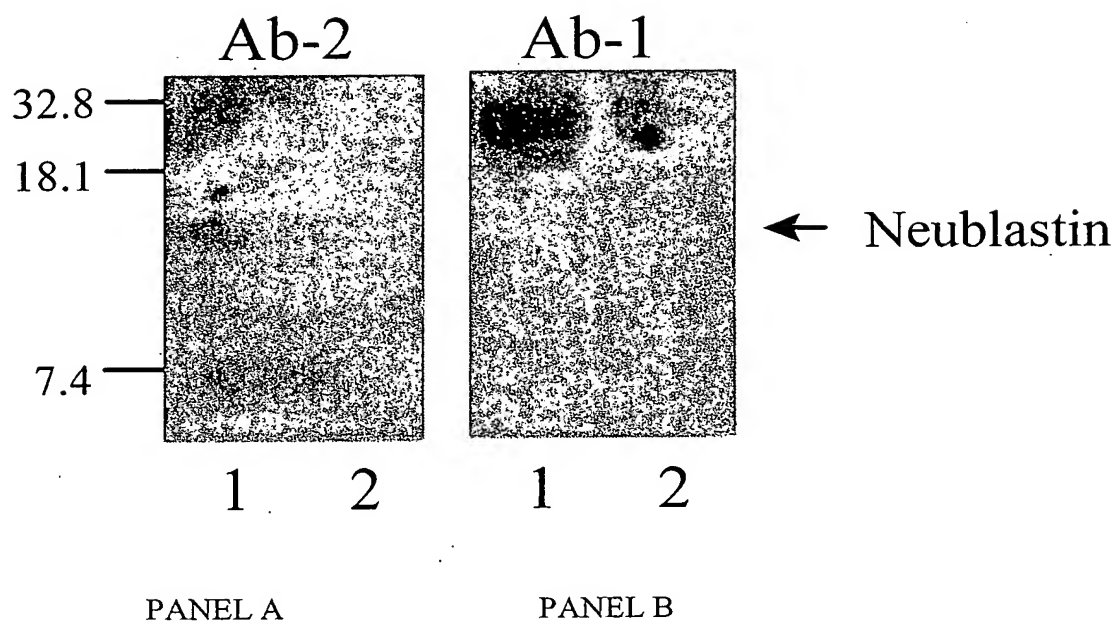 Ab-2 Ab-1
32.8
18.1
Neublastin
7.4
1 2 1 2
PANEL A PANEL B